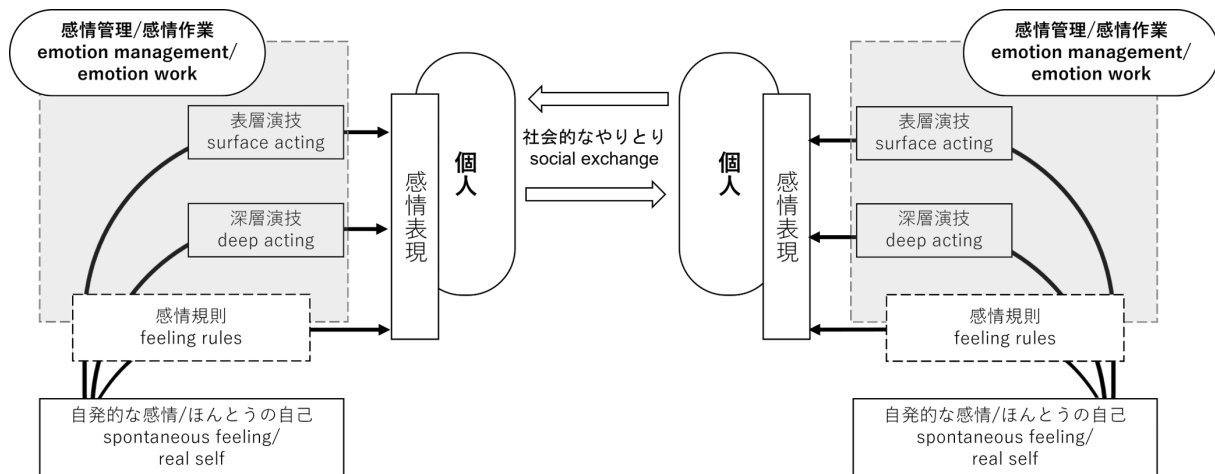 感情管理/感情作業
emotion management/
emotion work
表層演技
surface acting
深層演技
deep acting
感情規則
feeling rules
自発的な感情/ほんとうの自己
spontaneous feeling/
real self
感情表現
個人
社会的なやりとり
social exchange
個人
感情表現
感情管理/感情作業
emotion management/
emotion work
表層演技
surface acting
深層演技
deep acting
感情規則
feeling rules
自発的な感情/ほんとうの自己
spontaneous feeling/
real self